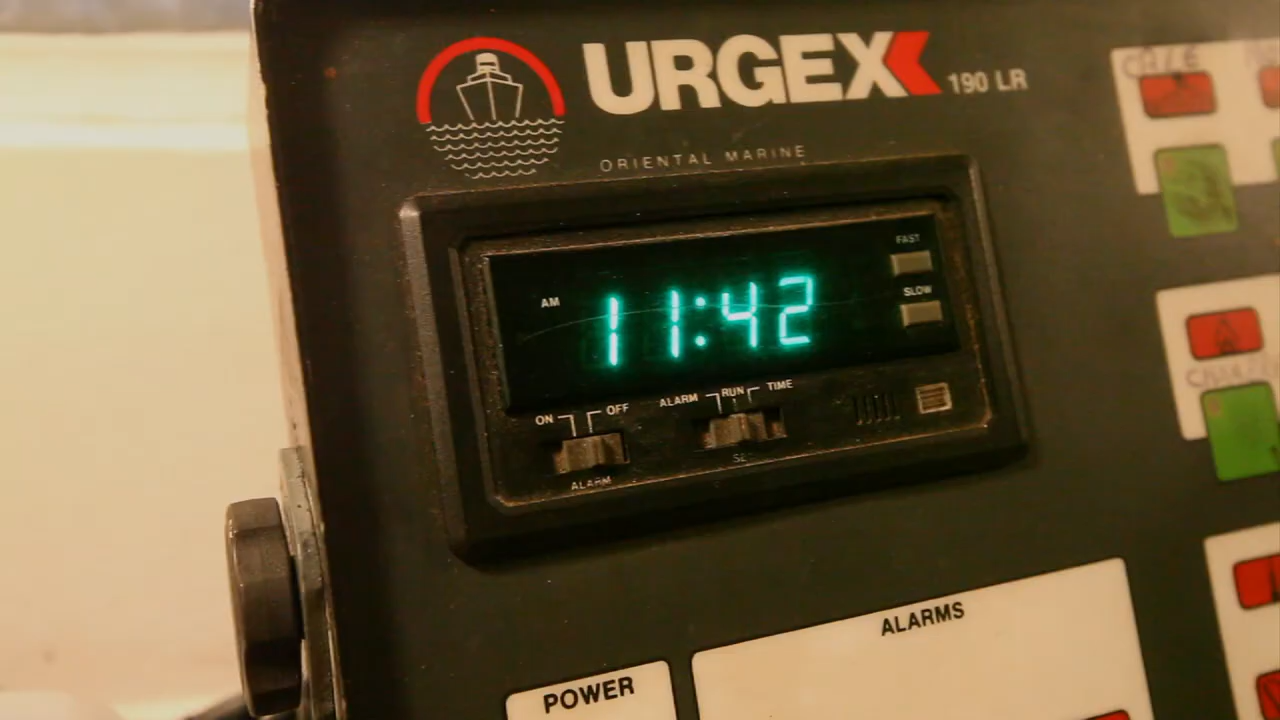 URGEX
190 LR
ORIENTAL MARINE
FAST
AM
11:42
SLOW
ON OFF
ALARM RUN TIME
ALARM
ALARMS
POWER